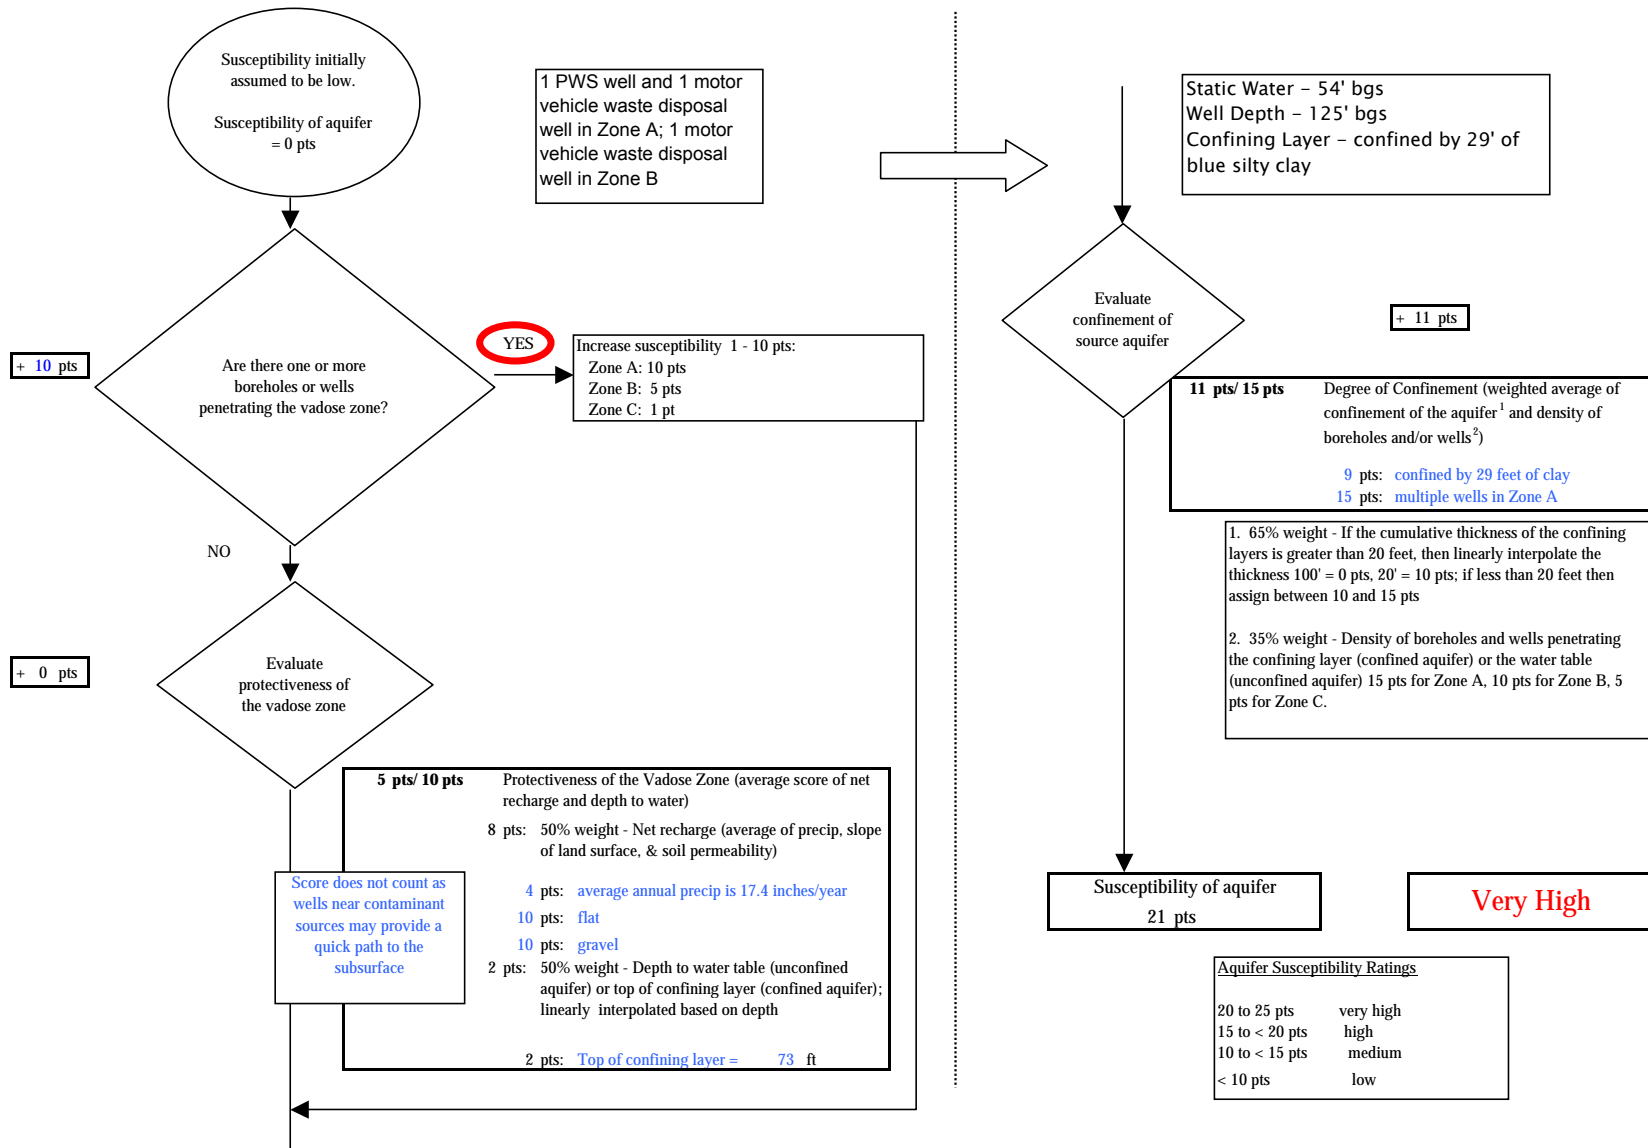 Susceptibility initially
assumed to be low.
Susceptibility of aquifer
= 0 pts
1 PWS well and 1 motor
vehicle waste disposal
well in Zone A; 1 motor
vehicle waste disposal
well in Zone B
+ 10 pts
Are there one or more
boreholes or wells
penetrating the vadose zone?
YES
Increase susceptibility 1 - 10 pts:
Zone A: 10 pts
Zone B: 5 pts
Zone C: 1 pt
NO
+ 0 pts
Evaluate
protectiveness of
the vadose zone
5 pts/ 10 pts Protectiveness of the Vadose Zone (average score of net
recharge and depth to water)
8 pts: 50% weight - Net recharge (average of precip, slope
of land surface, & soil permeability)
4 pts: average annual precip is 17.4 inches/year
10 pts: flat
10 pts: gravel
2 pts: 50% weight - Depth to water table (unconfined
aquifer) or top of confining layer (confined aquifer);
linearly interpolated based on depth
2 pts: Top of confining layer = 73 ft
Score does not count as
wells near contaminant
sources may provide a
quick path to the
subsurface
Static Water – 54' bgs
Well Depth – 125' bgs
Confining Layer – confined by 29' of
blue silty clay
Evaluate
confinement of
source aquifer
+ 11 pts
11 pts/ 15 pts Degree of Confinement (weighted average of
confinement of the aquifer1 and density of
boreholes and/or wells2)
9 pts: confined by 29 feet of clay
15 pts: multiple wells in Zone A
1. 65% weight - If the cumulative thickness of the confining
layers is greater than 20 feet, then linearly interpolate the
thickness 100' = 0 pts, 20' = 10 pts; if less than 20 feet then
assign between 10 and 15 pts
2. 35% weight - Density of boreholes and wells penetrating
the confining layer (confined aquifer) or the water table
(unconfined aquifer) 15 pts for Zone A, 10 pts for Zone B, 5
pts for Zone C.
Susceptibility of aquifer
21 pts
Very High
Aquifer Susceptibility Ratings
20 to 25 pts very high
15 to < 20 pts high
10 to < 15 pts medium
< 10 pts low